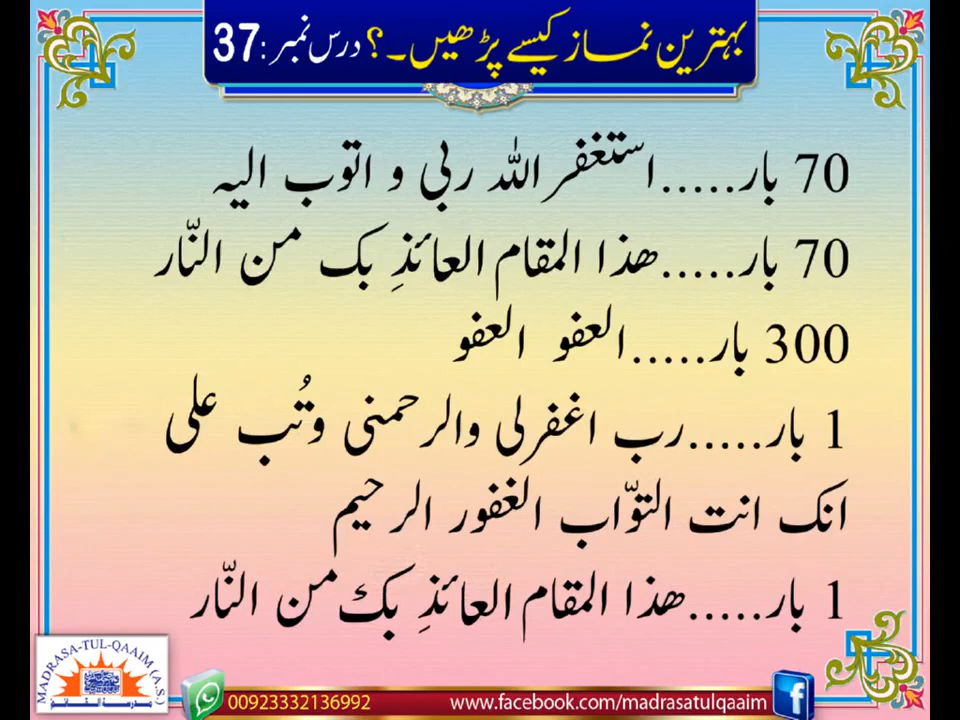 بہترین نماز کیسے پڑھیں۔؟ درس نمبر: 37
70 بار.....استغفر اللہ ربی و اتوب الیہ
70 بار.....ھذا المقام العائذِ بک من النّار
300 بار.....العفو العفو
1 بار.....رب اغفرلی والرحمنی وتُب علی
انک انت التوّاب الغفور الرحیم
1 بار.....ھذا المقام العائذِ بک من النّار
MADRASA-TUL-QAAIM (A.S.)
مدرسۃ القائم
00923332136992
www.facebook.com/madrasatulqaaim